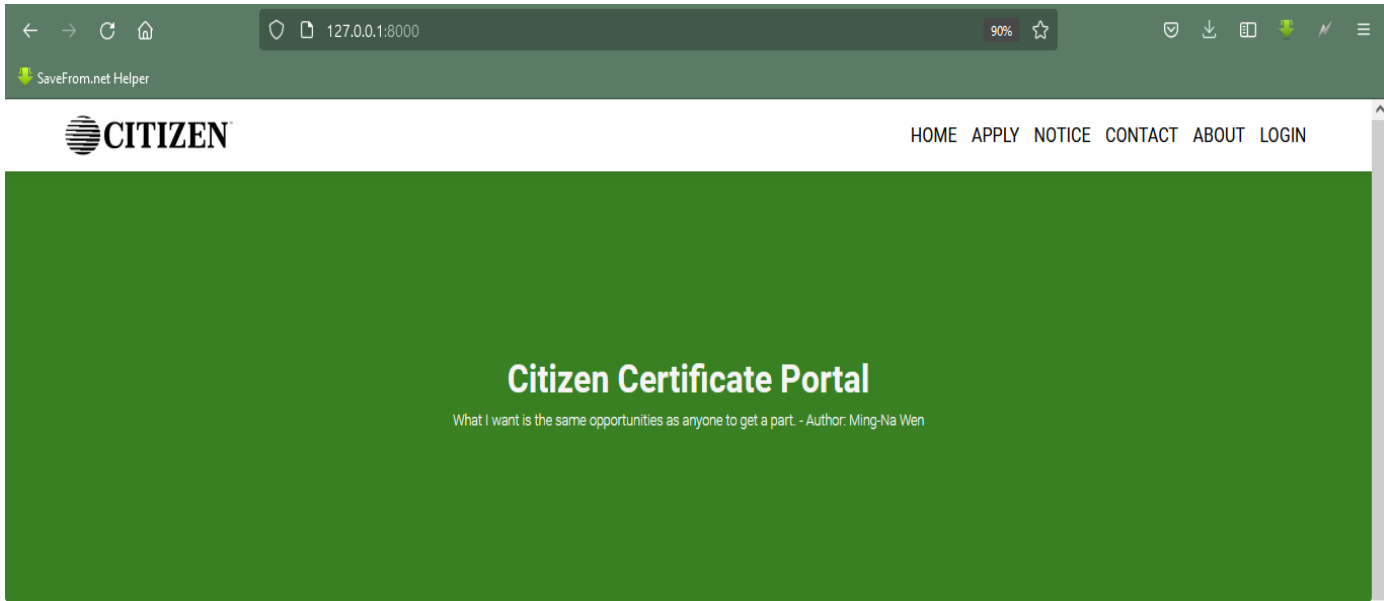 127.0.0.1:8000
90%
SaveFrom.net Helper
CITIZEN
HOME APPLY NOTICE CONTACT ABOUT LOGIN
Citizen Certificate Portal
What I want is the same opportunities as anyone to get a part. - Author: Ming-Na Wen